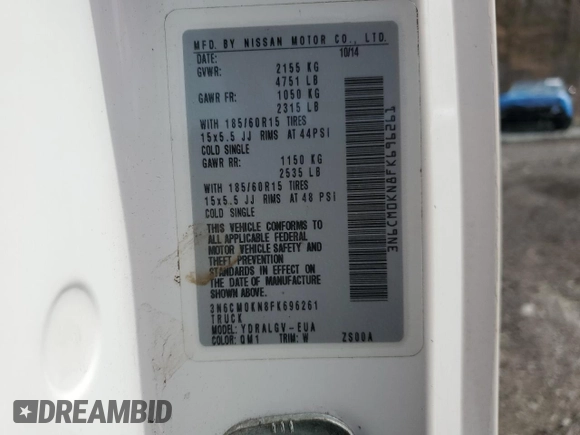 MFD. BY NISSAN MOTOR CO., LTD.
DATE: 10/14
GVWR: 2155 KG
4751 LB
GAWR FR: 1050 KG
2315 LB
WITH 185/60R15 TIRES
15x5.5 JJ RIMS AT 44PSI
COLD SINGLE
GAWR RR: 1150 KG
2535 LB
WITH 185/60R15 TIRES
15x5.5 JJ RIMS AT 48 PSI
COLD SINGLE
THIS VEHICLE CONFORMS TO
ALL APPLICABLE FEDERAL
MOTOR VEHICLE SAFETY AND
THEFT PREVENTION
STANDARDS IN EFFECT ON
THE DATE OF MANUFACTURE
SHOWN ABOVE.
3N6CM0KN8FK696261
TRUCK
MODEL: YDRALGV-EUA
COLOR: QM1 TRIM: W ZS00A
3N6CM0KN8FK696261
DREAMBID